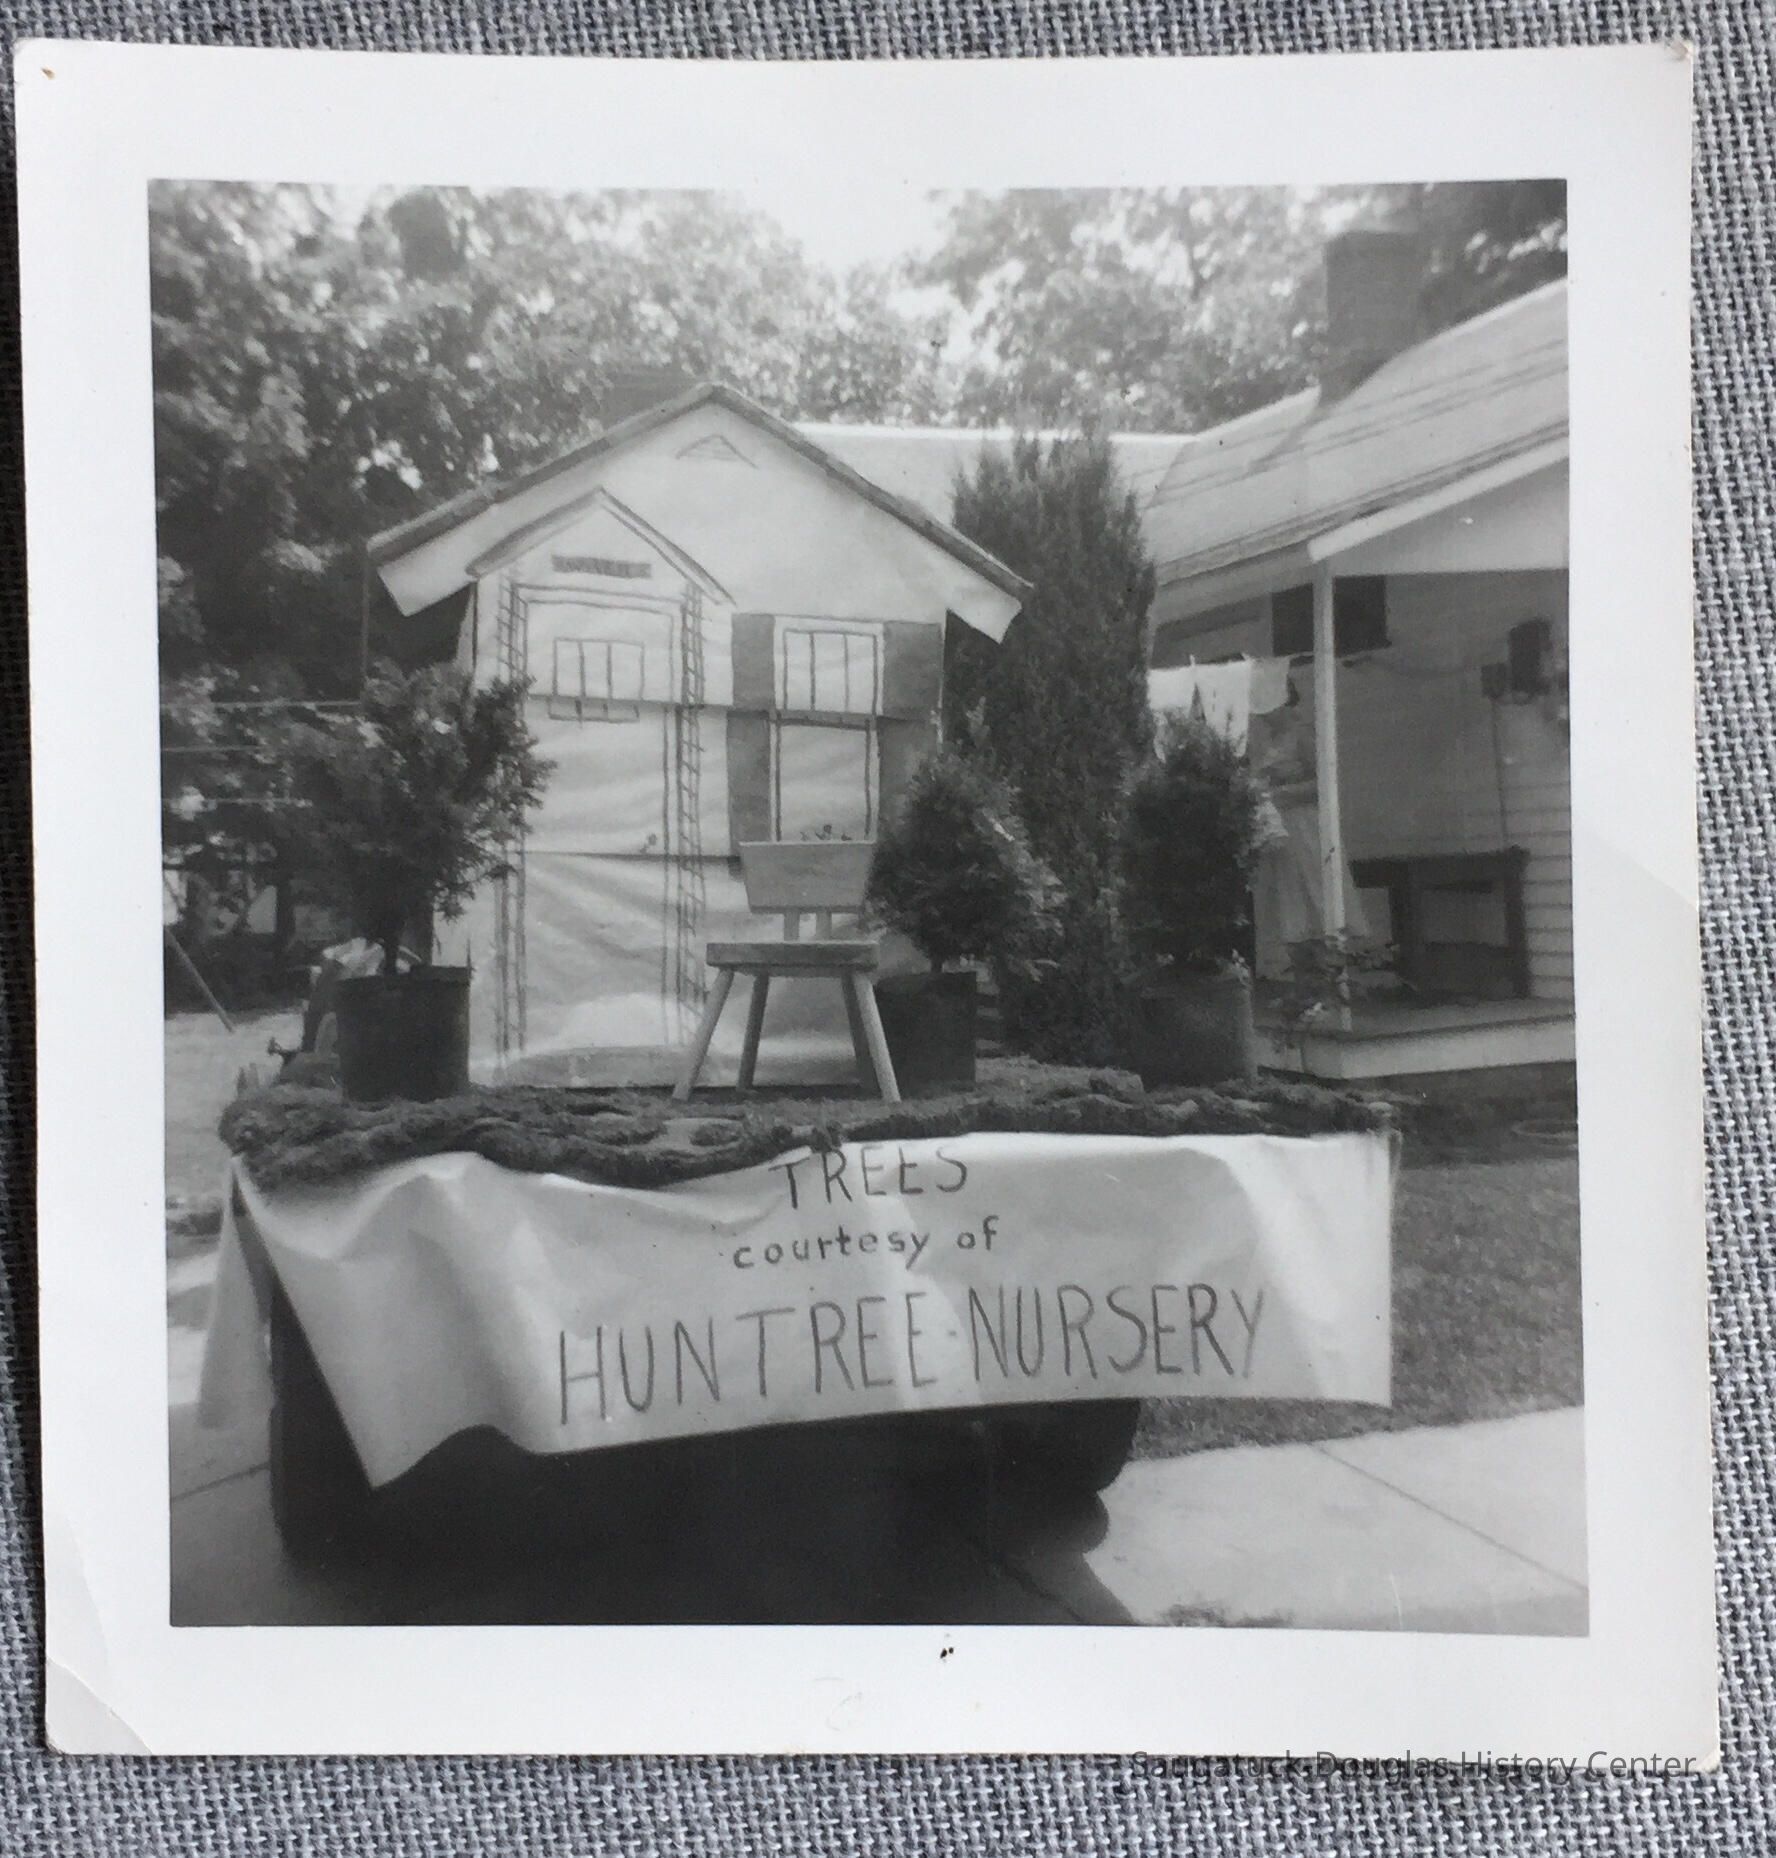 TREES
courtesy of
HUNTREE-NURSERY
Saugatuck-Douglas History Center